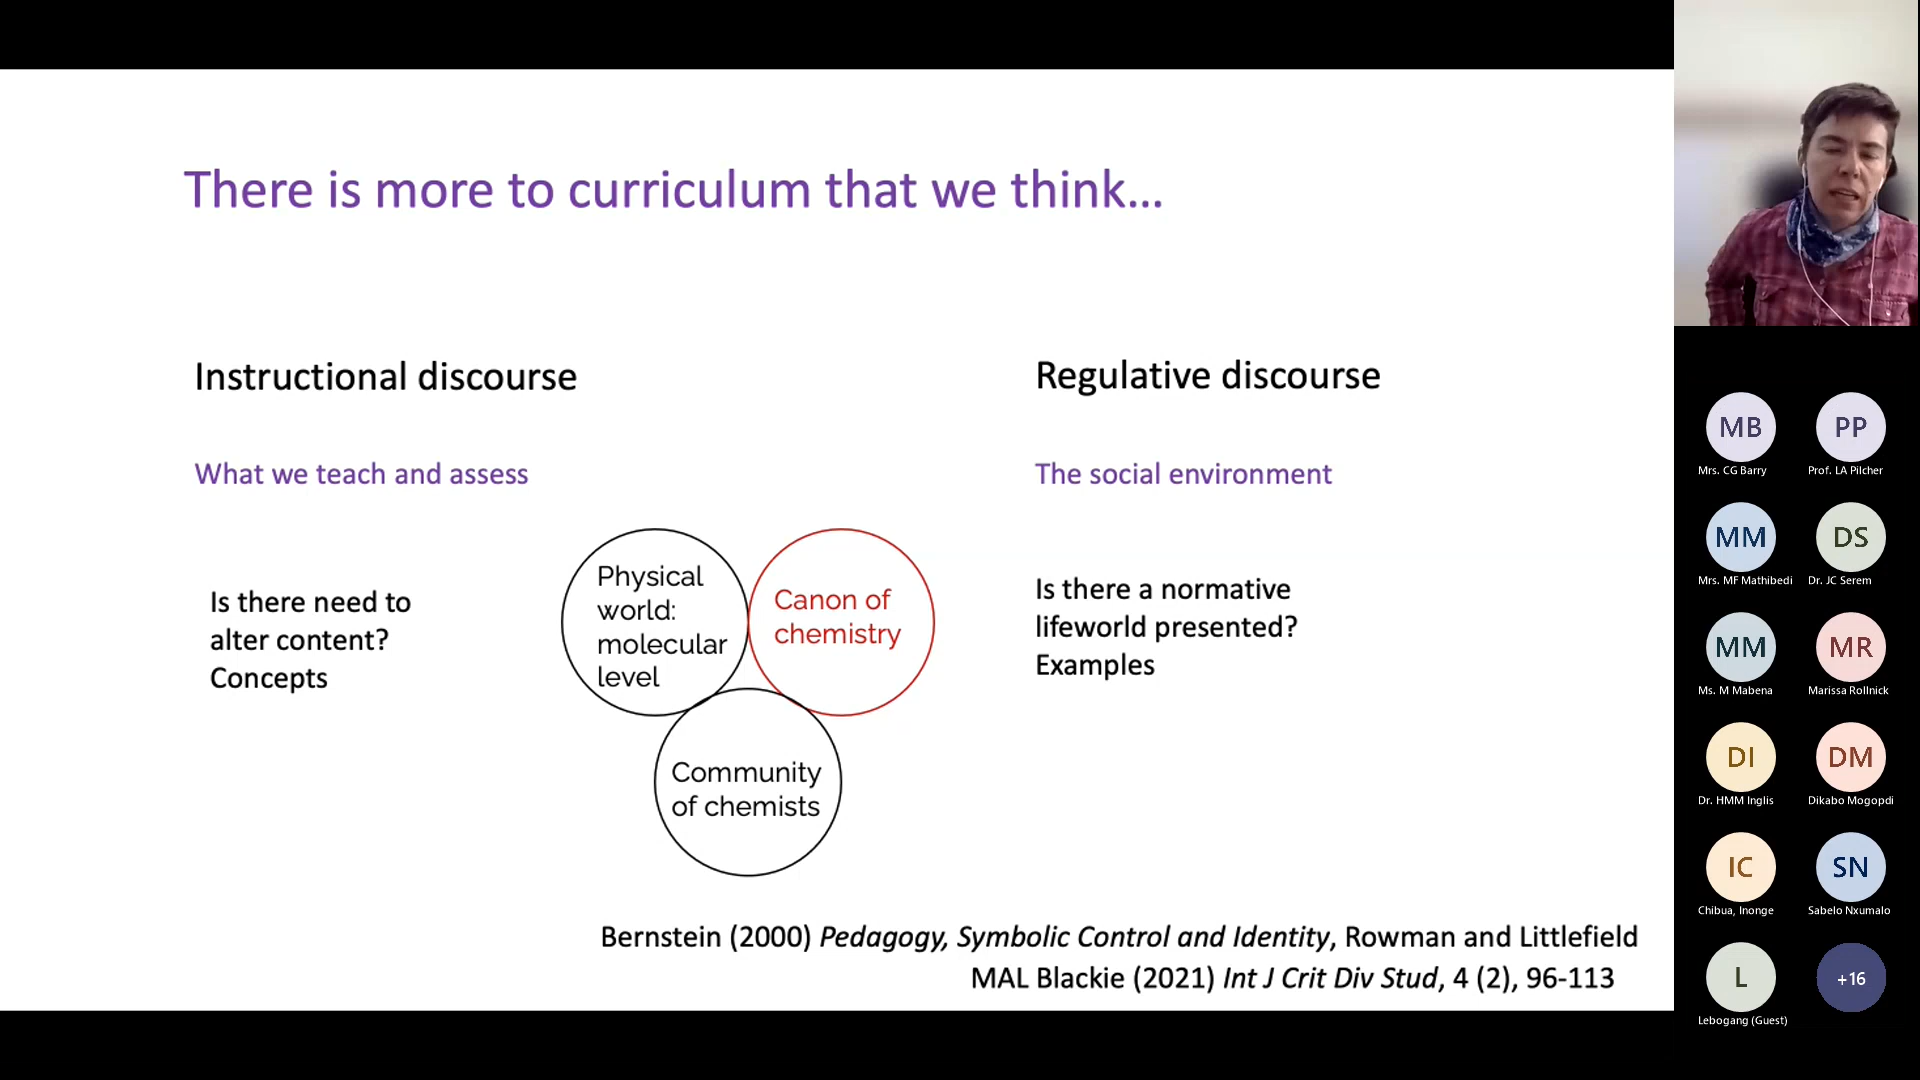 There is more to curriculum that we think...
Instructional discourse
What we teach and assess
Is there need to
alter content?
Concepts
Physical
world:
molecular
level
Canon of
chemistry
Community
of chemists
Regulative discourse
The social environment
Is there a normative
lifeworld presented?
Examples
Bernstein (2000) Pedagogy, Symbolic Control and Identity, Rowman and Littlefield
MAL Blackie (2021) Int J Crit Div Stud, 4 (2), 96-113
MB
Mrs. CG Barry
PP
Prof. LA Pilcher
MM
Mrs. MF Mathibedi
DS
Dr. JC Serem
MM
Ms. M Mabena
MR
Marissa Rollnick
DI
Dr. HMM Inglis
DM
Dikabo Mogopdi
IC
Chibua, Inonge
SN
Sabelo Nxumalo
L
Lebogang (Guest)
+16